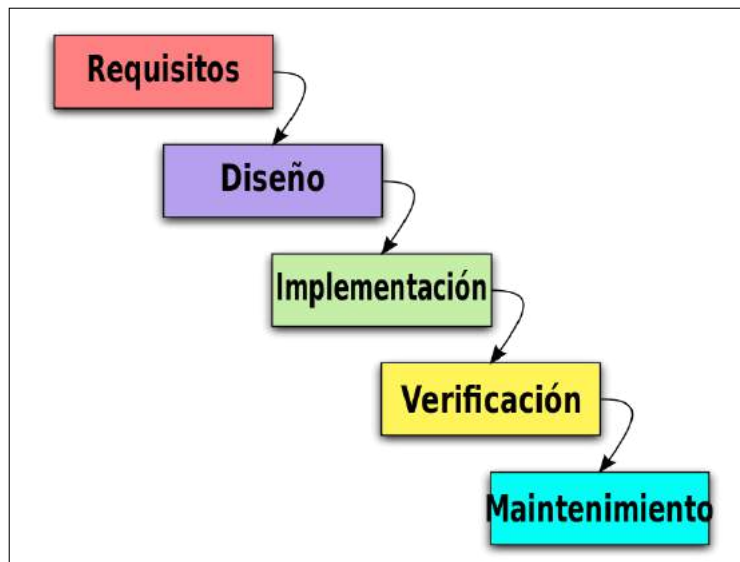 Requisitos
Diseño
Implementación
Verificación
Maintenimiento